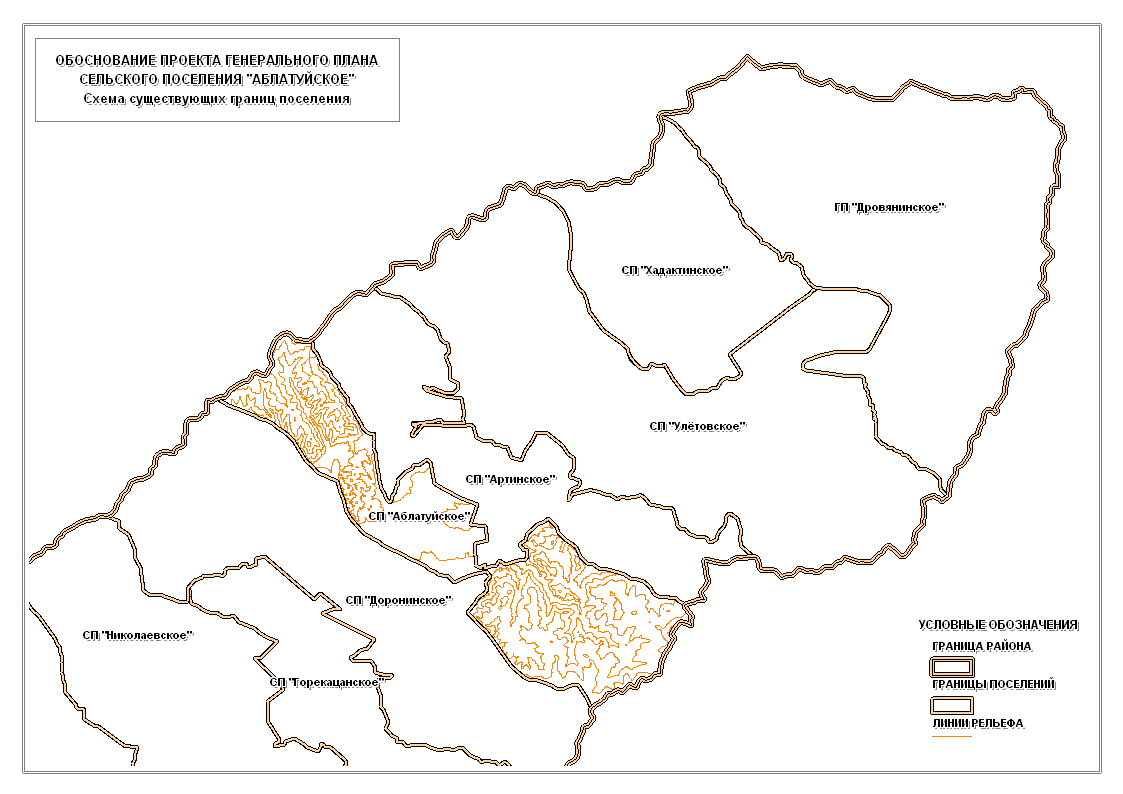 ОБОСНОВАНИЕ ПРОЕКТА ГЕНЕРАЛЬНОГО ПЛАНА
СЕЛЬСКОГО ПОСЕЛЕНИЯ "АБЛАТУЙСКОЕ"
Схема существующих границ поселения
ГП "Дровянинское"
СП "Хадактинское"
СП "Улётовское"
СП "Артинское"
СП "Аблатуйское"
СП "Доронинское"
СП "Николаевское"
СП "Горекацанское"
УСЛОВНЫЕ ОБОЗНАЧЕНИЯ
ГРАНИЦА РАЙОНА
ГРАНИЦЫ ПОСЕЛЕНИЙ
ЛИНИИ РЕЛЬЕФА